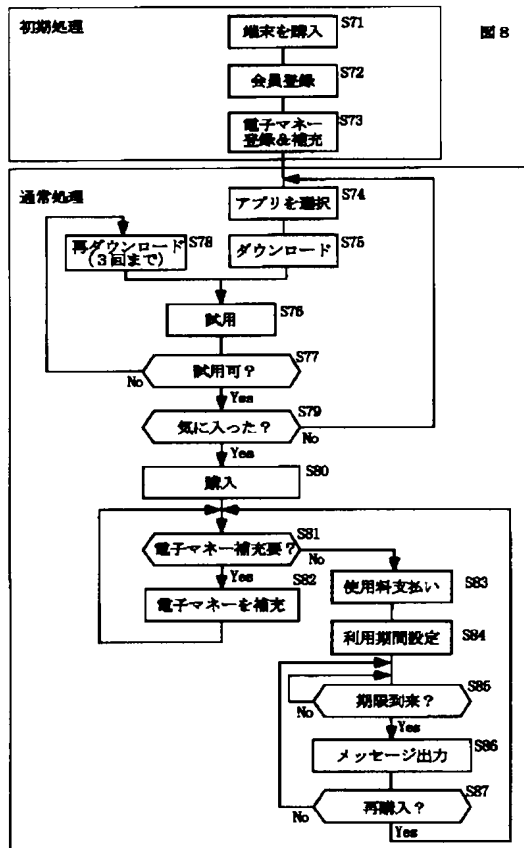 初期処理
図8
S71
端末を購入
S72
会員登録
S73
電子マネー
登録&補充
通常処理
S74
アプリを選択
S78
再ダウンロード
(3回まで)
S75
ダウンロード
S76
試用
S77
試用可?
No
Yes
S79
気に入った?
No
Yes
S80
購入
S81
電子マネー補充要?
No
Yes
S82
電子マネーを補充
S83
使用料支払い
S84
利用期間設定
S85
期限到来?
No
Yes
S86
メッセージ出力
S87
再購入?
No
Yes